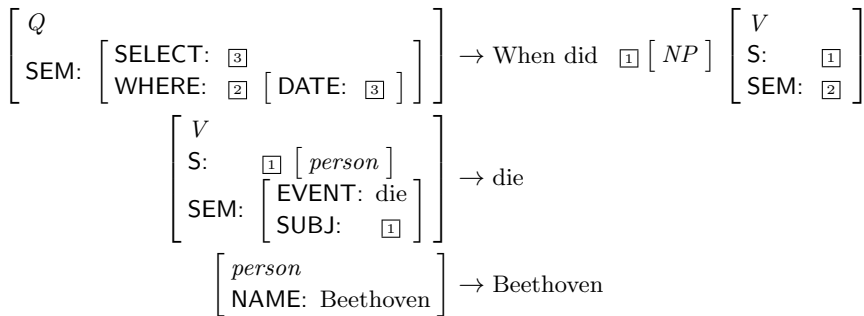 Q
SEM: SELECT: 3
WHERE: 2 [ DATE: 3 ] → When did 1 [ NP ] V
S: 1
SEM: 2
V
S: 1 [ person ]
SEM: EVENT: die
SUBJ: 1 → die
person
NAME: Beethoven → Beethoven